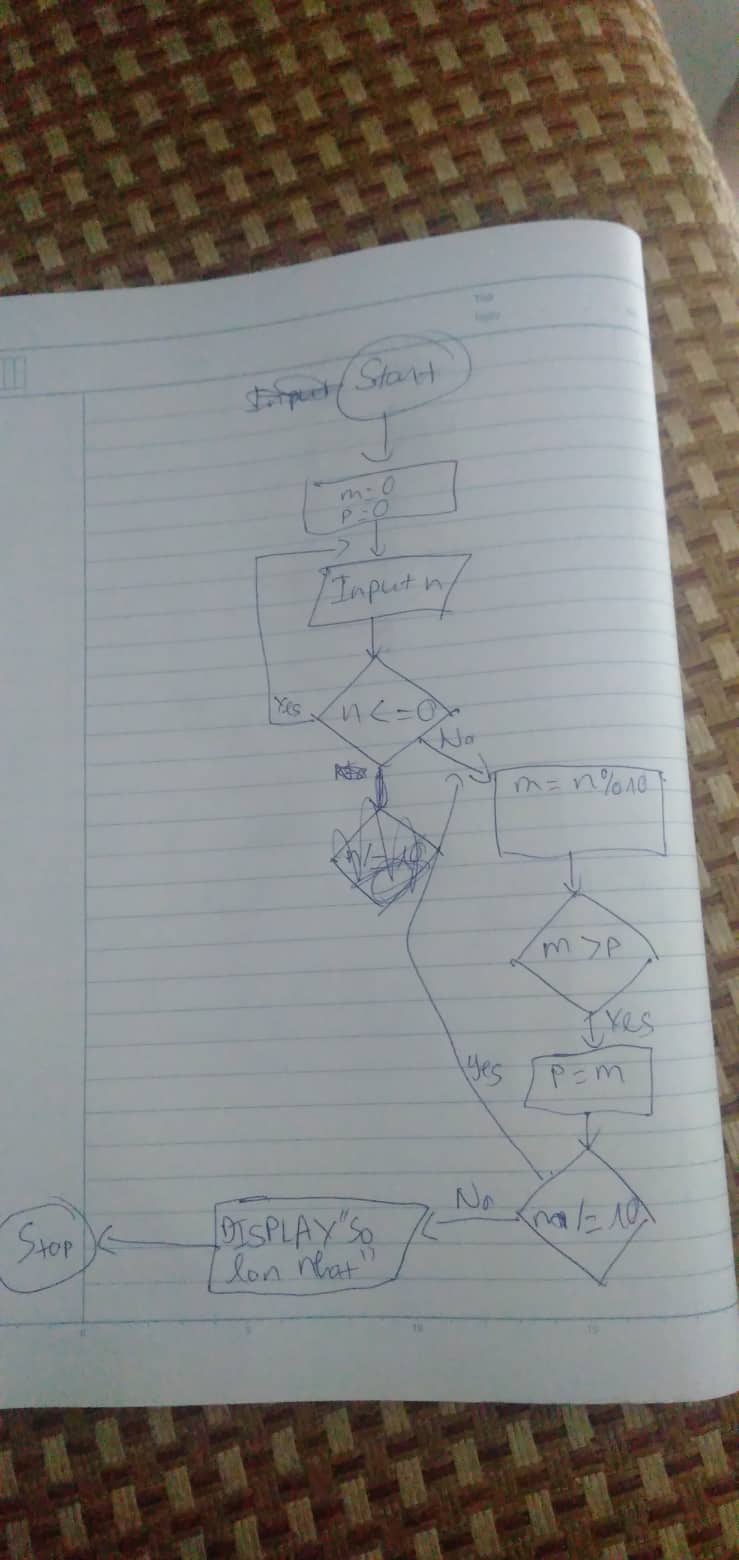 Start
m=0
P=0
Input n
n<=0
Yes
No
m=n%10
m>p
Yes
P=m
Yes
/=10
No
DISPLAY"So
lon nhat"
Stop